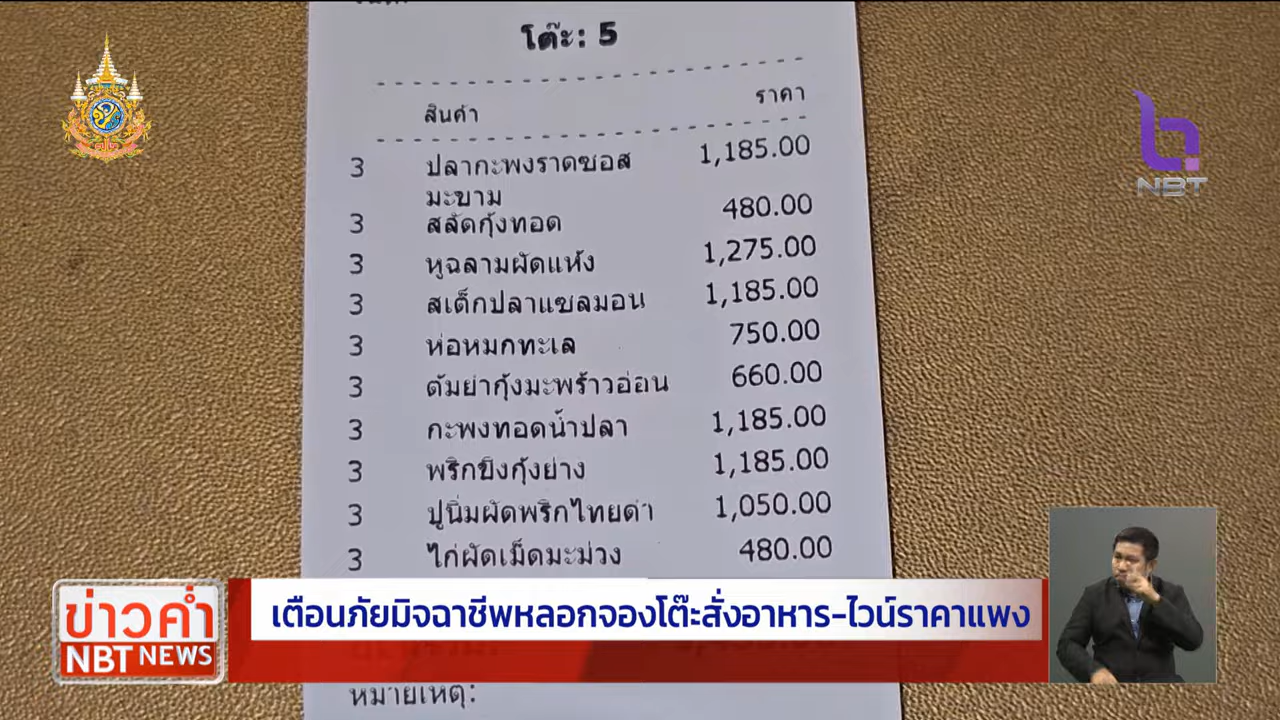 โต๊ะ: 5
สินค้า ราคา
3 ปลากะพงราดซอส 1,185.00
มะขาม
3 สลัดกุ้งทอด 480.00
3 หูฉลามผัดแห้ง 1,275.00
3 สเต็กปลาแซลมอน 1,185.00
3 ห่อหมกทะเล 750.00
3 ต้มยำกุ้งมะพร้าวอ่อน 660.00
3 กะพงทอดน้ำปลา 1,185.00
3 พริกขิงกุ้งย่าง 1,185.00
3 ปูนิ่มผัดพริกไทยดำ 1,050.00
3 ไก่ผัดเม็ดมะม่วง 480.00
หมายเหตุ:
NBT
ข่าวค่ำ
NBT NEWS
เตือนภัยมิจฉาชีพหลอกจองโต๊ะสั่งอาหาร-ไวน์ราคาแพง